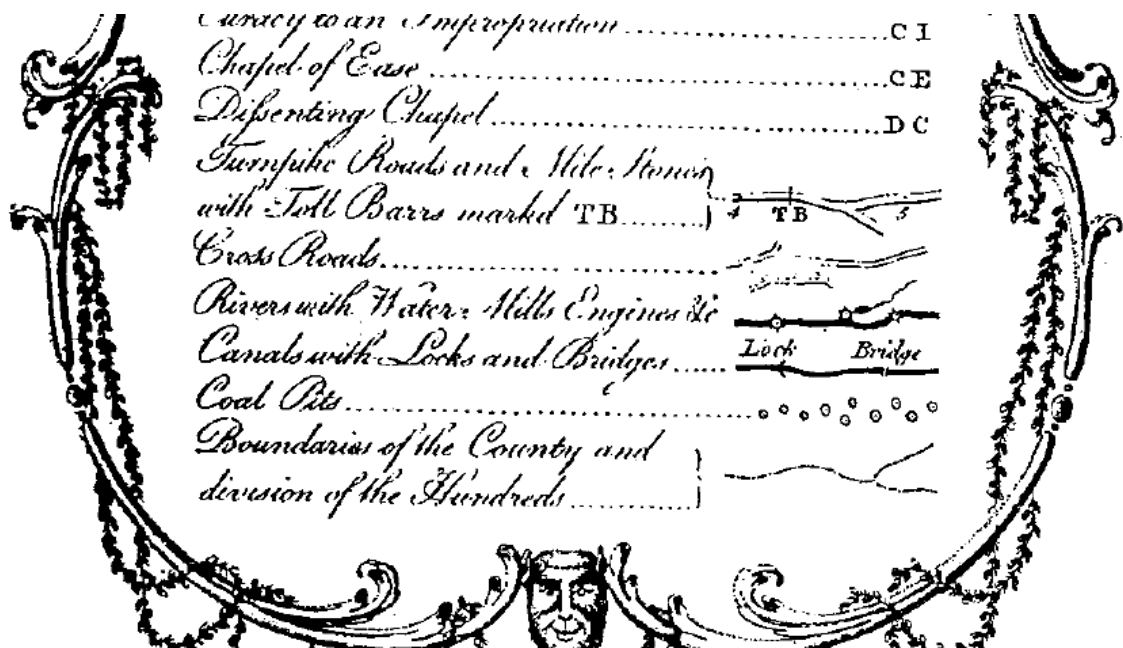 Curacy to an Impropriation C I
Chapel of Ease C E
Dissenting Chapel D C
Turnpike Roads and Mile Stones
with Toll Barrs markd TB 4 T B 5
Cross Roads
Rivers with Water Mills Engines &c
Canals with Locks and Bridges Lock Bridge
Coal Pits
Boundaries of the County and
division of the Hundreds